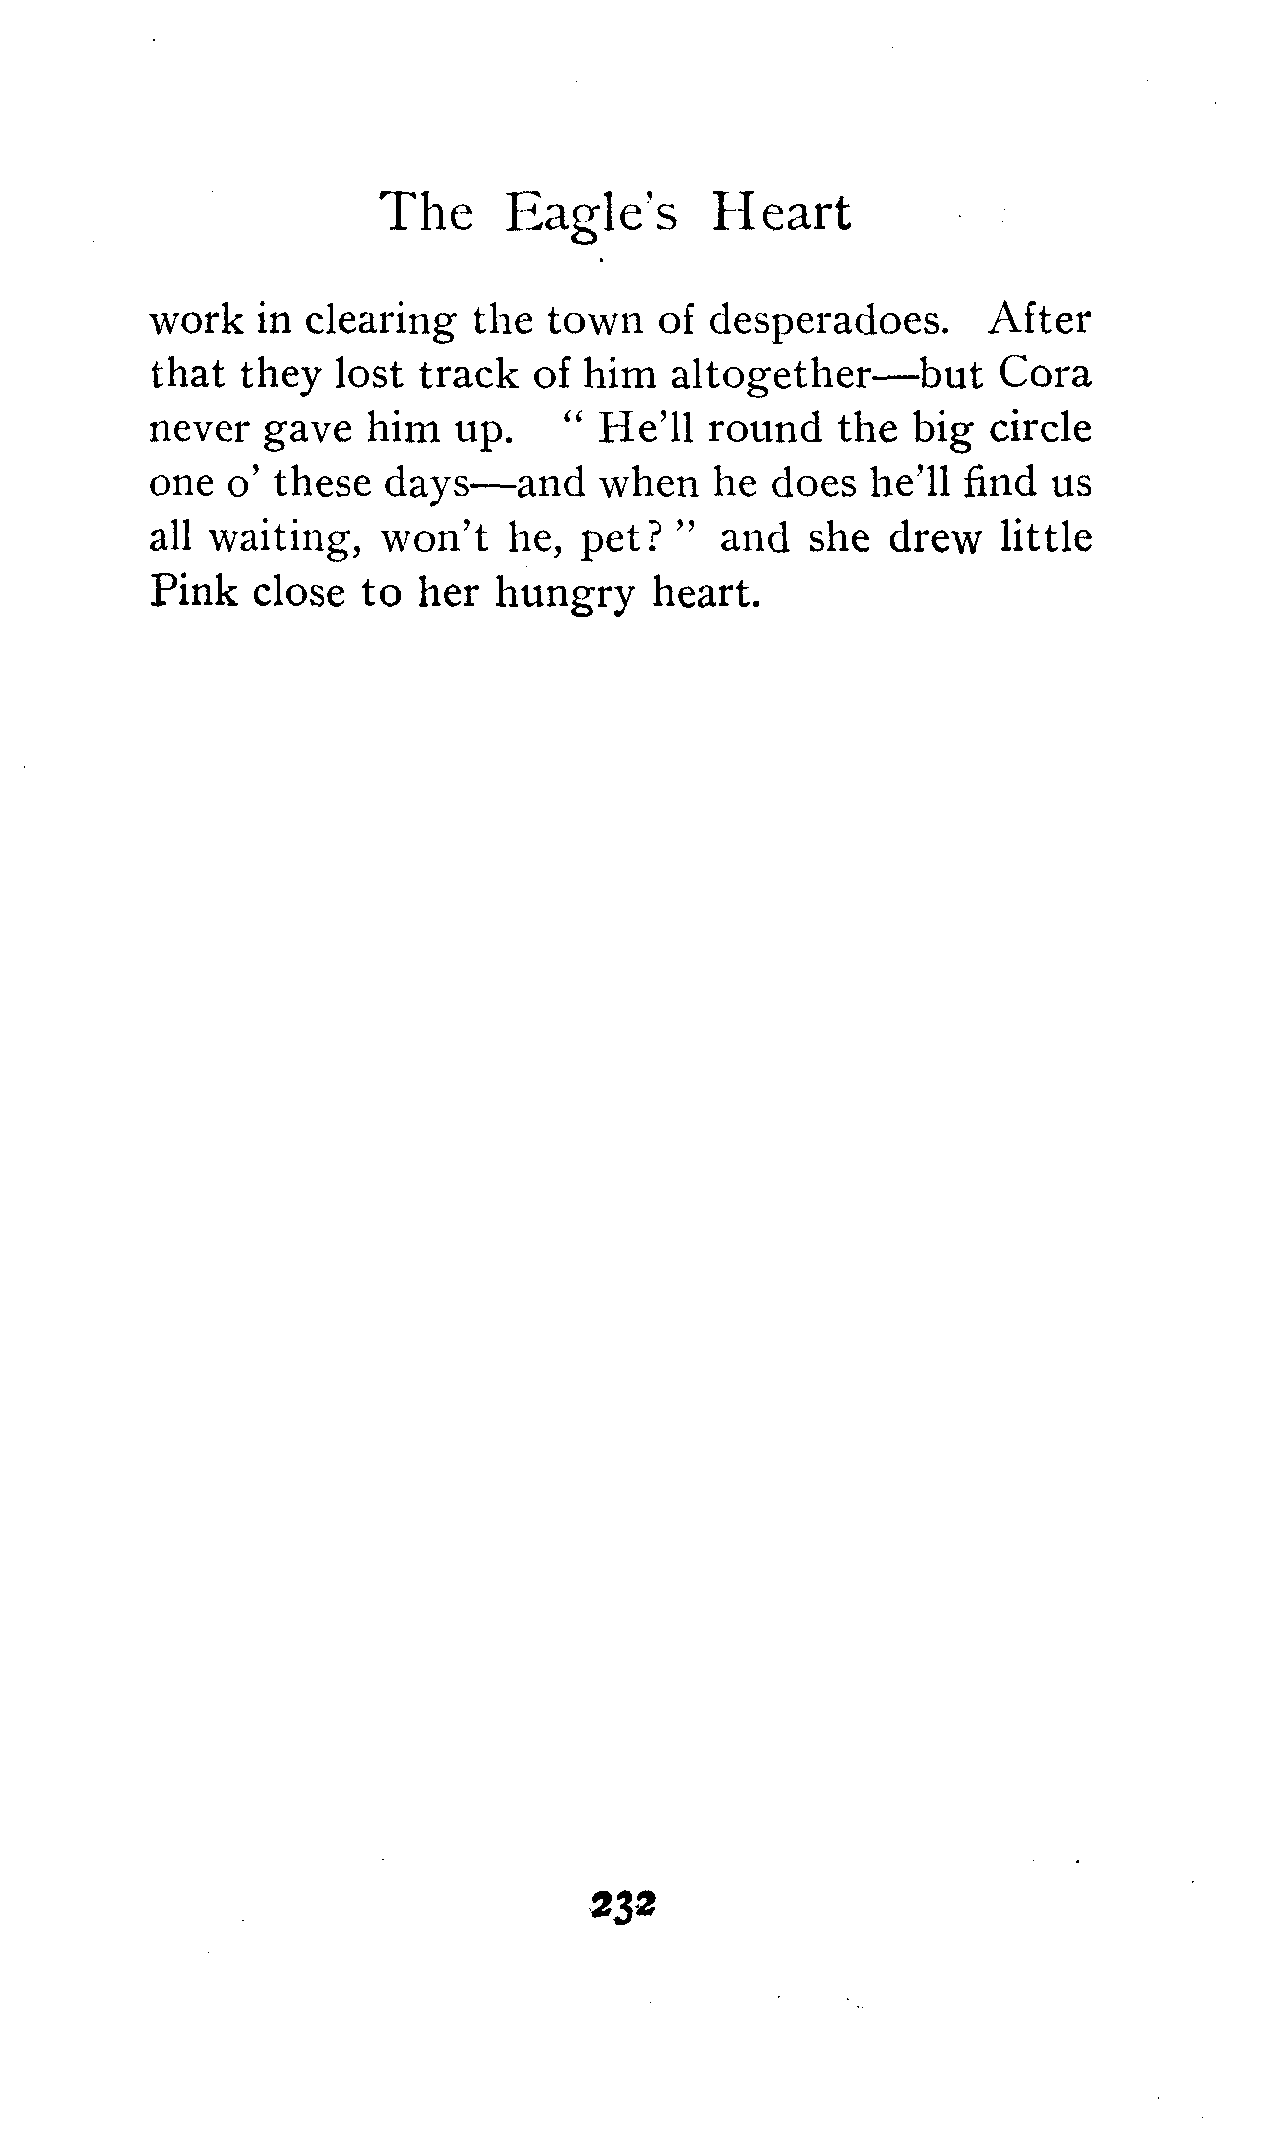 The Eagle's Heart
work in clearing the town of desperadoes. After
that they lost track of him altogether—but Cora
never gave him up. " He'll round the big circle
one o' these days—and when he does he'll find us
all waiting, won't he, pet? " and she drew little
Pink close to her hungry heart.
232